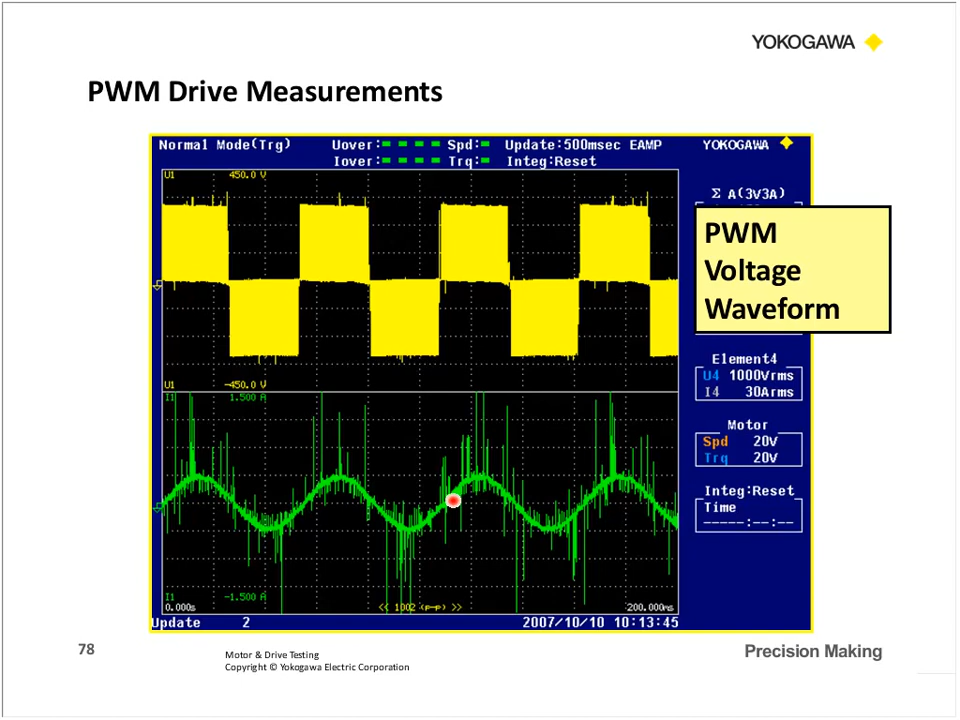 YOKOGAWA
PWM Drive Measurements
Normal Mode(Trg)
Uover:
Spd:
Update:500msec EAMP
YOKOGAWA
Iover:
Trq:
Integ:Reset
U1
450.0 V
Σ A(3V3A)
PWM
Voltage
Waveform
Element4
U4 1000Vrms
I4 30Arms
U1
-450.0 V
I1
1.500 A
Motor
Spd 20V
Trq 20V
Integ:Reset
Time
-----:--:--
I1
-1.500 A
0.000s
<< 1002 (p-p) >>
200.000ms
Update 2
2007/10/10 10:13:45
78
Motor & Drive Testing
Copyright © Yokogawa Electric Corporation
Precision Making